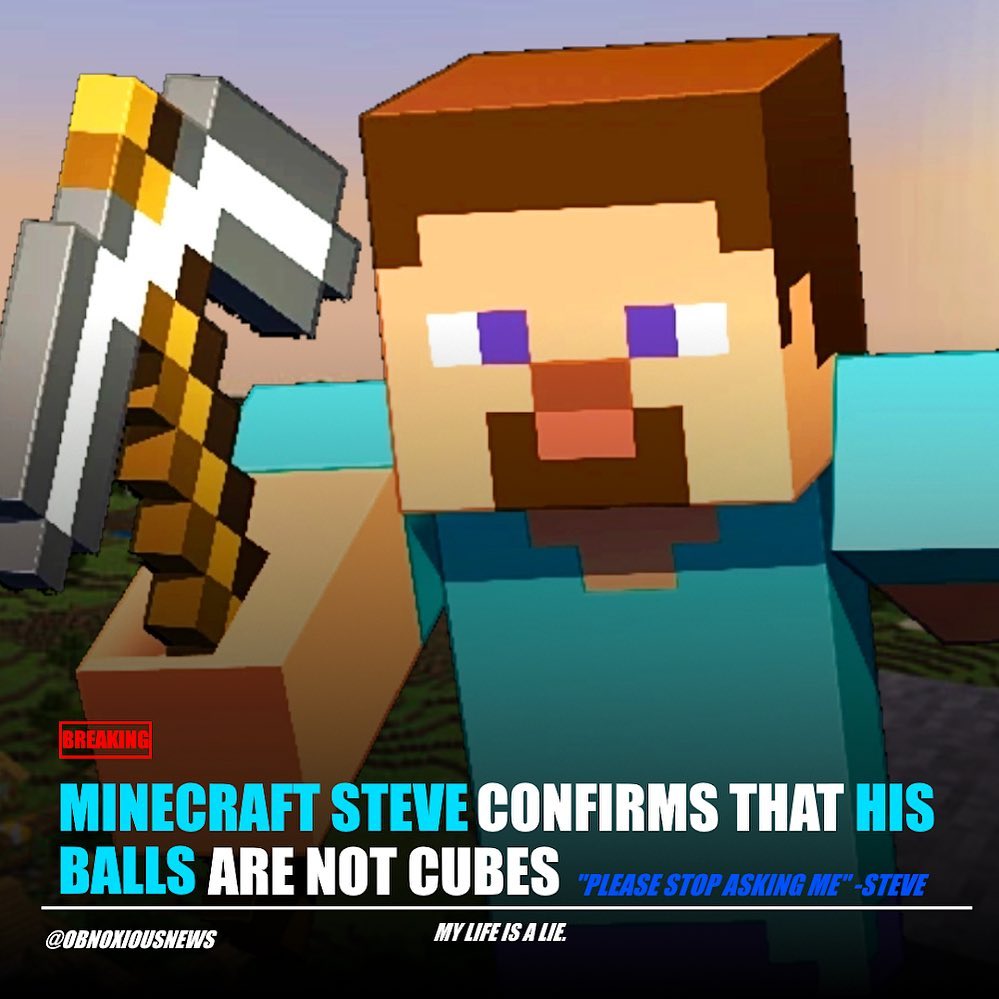 BREAKING
MINECRAFT STEVE CONFIRMS THAT HIS
BALLS ARE NOT CUBES "PLEASE STOP ASKING ME" -STEVE
@OBNOXIOUSNEWS MY LIFE IS A LIE.